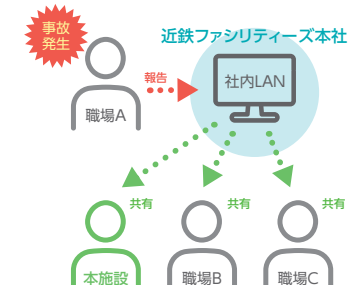 事故
発生
近鉄ファシリティーズ本社
社内LAN
報告
職場A
共有
共有
共有
本施設
職場B
職場C